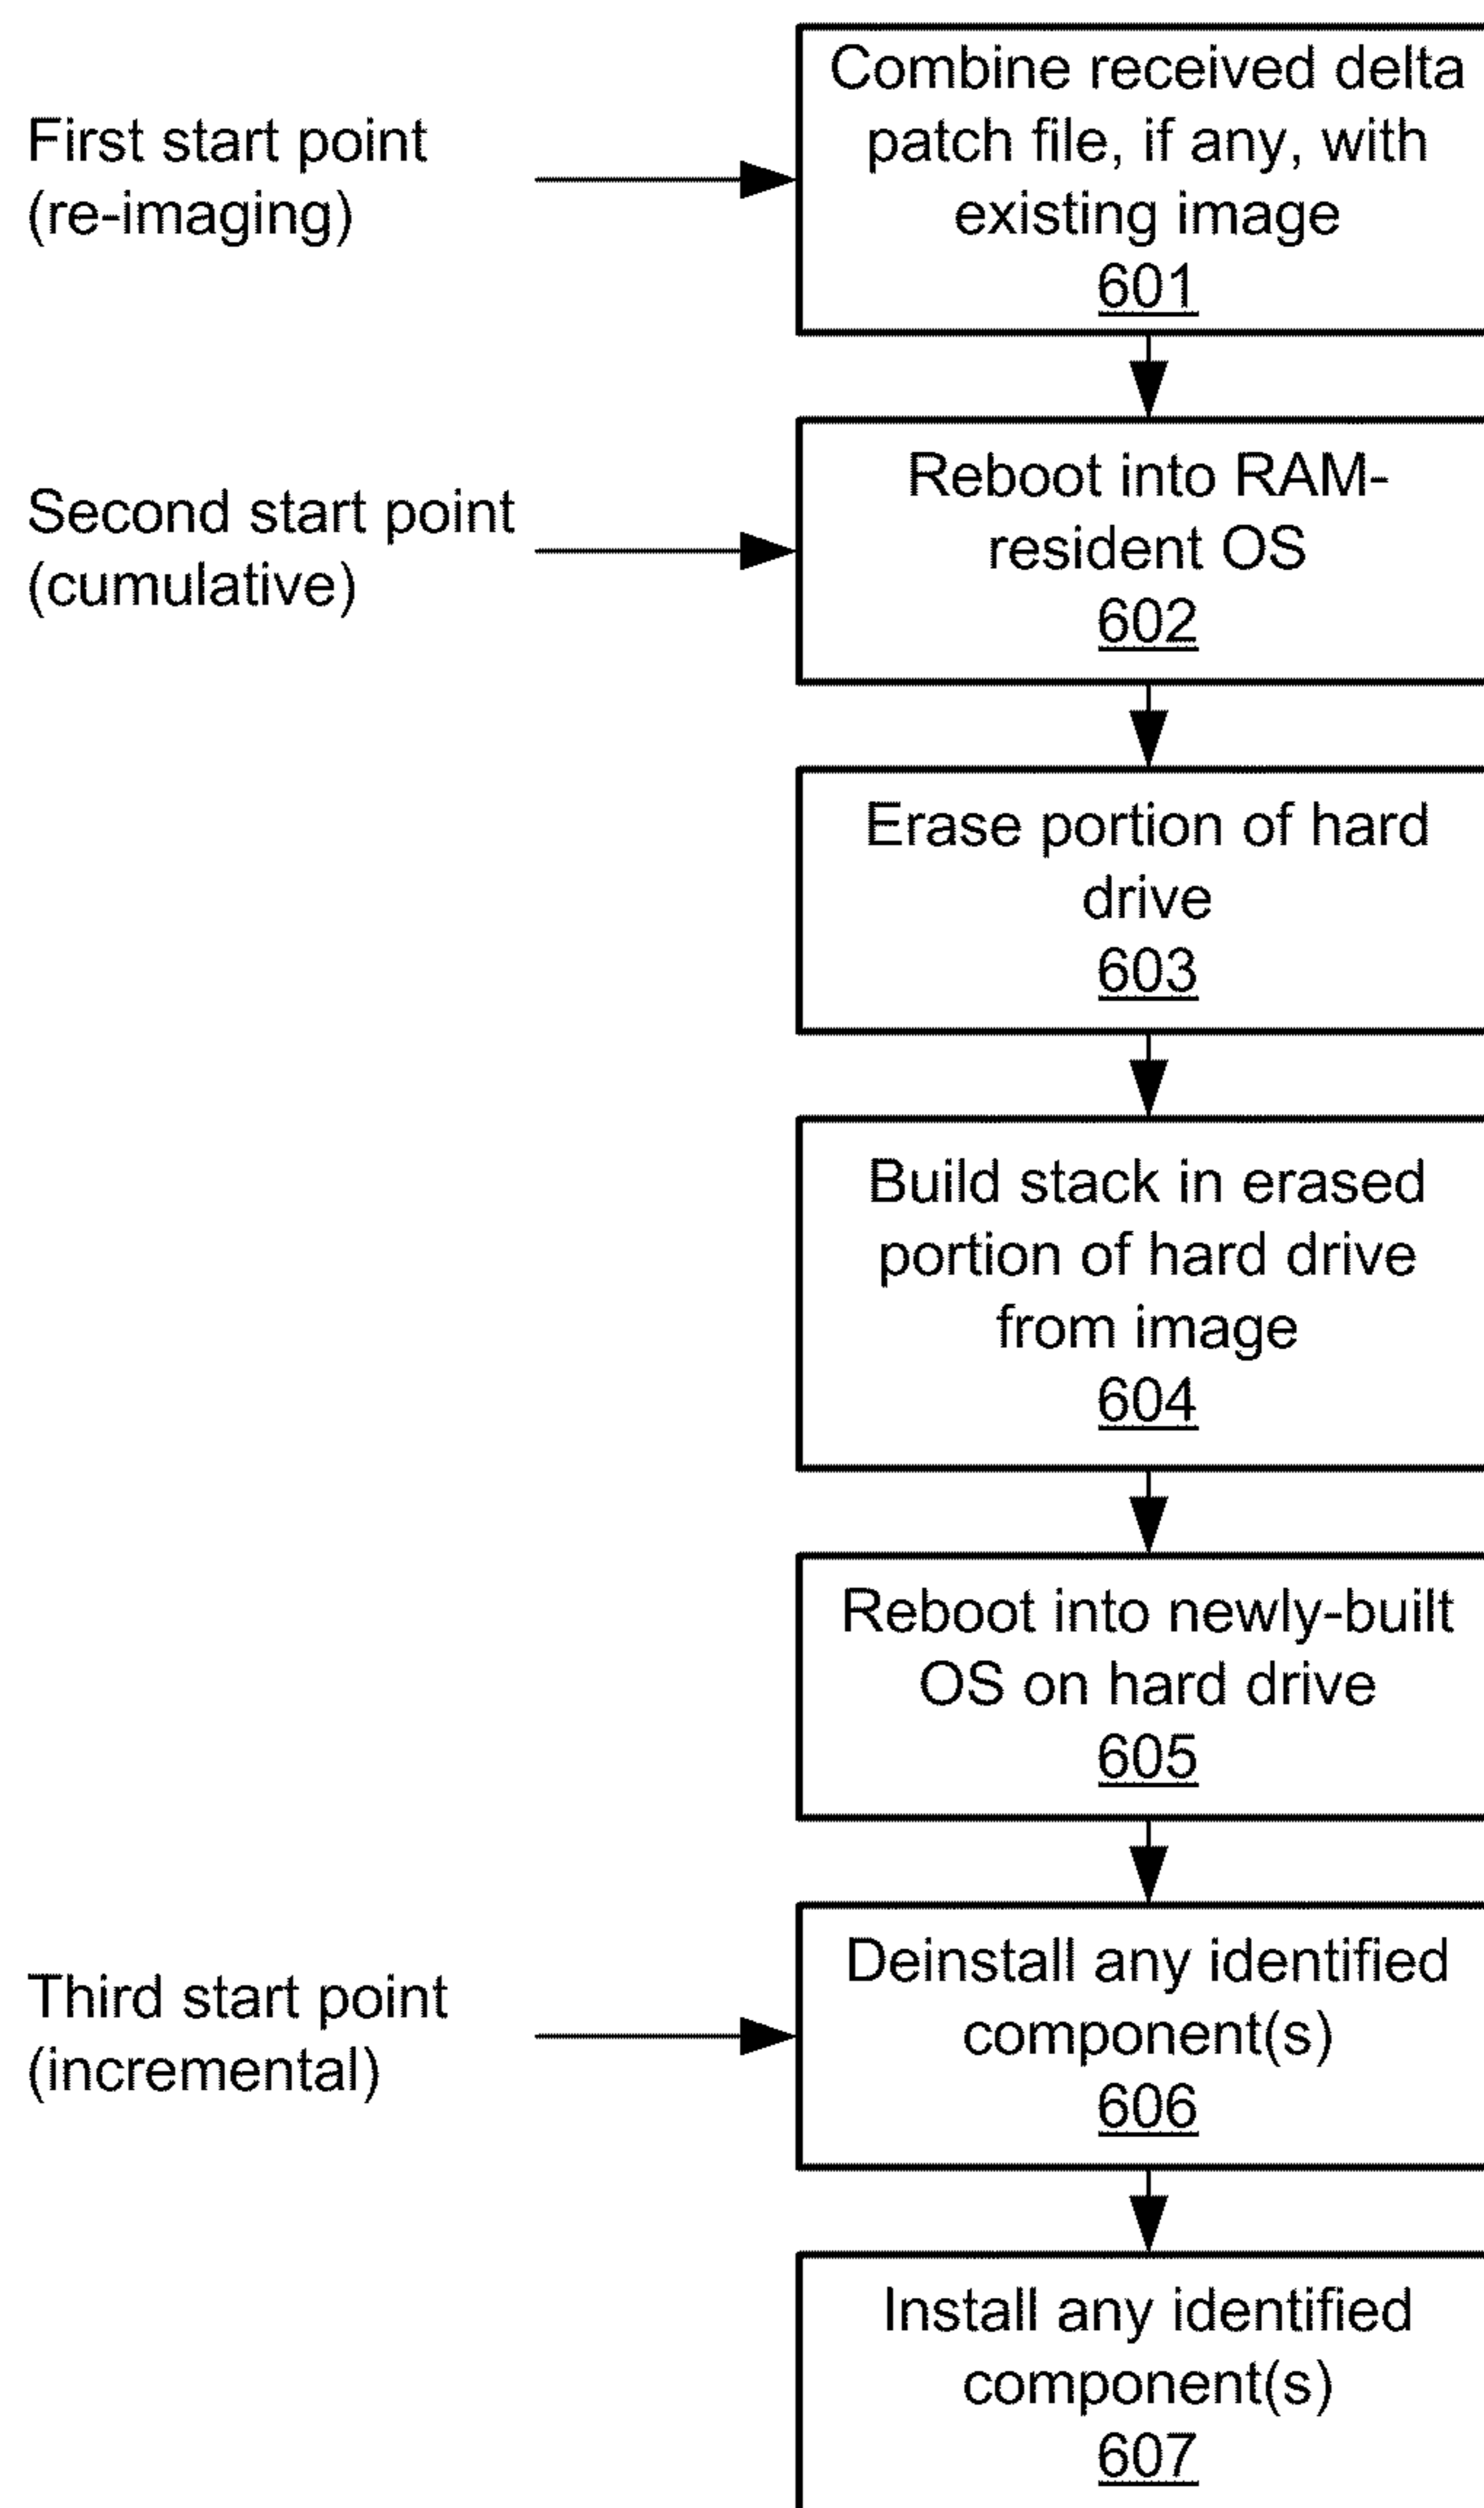 Combine received delta
patch file, if any, with
existing image
601
First start point
(re-imaging)
Reboot into RAM-
resident OS
602
Second start point
(cumulative)
Erase portion of hard
drive
603
Build stack in erased
portion of hard drive
from image
604
Reboot into newly-built
OS on hard drive
605
Deinstall any identified
component(s)
606
Third start point
(incremental)
Install any identified
component(s)
607